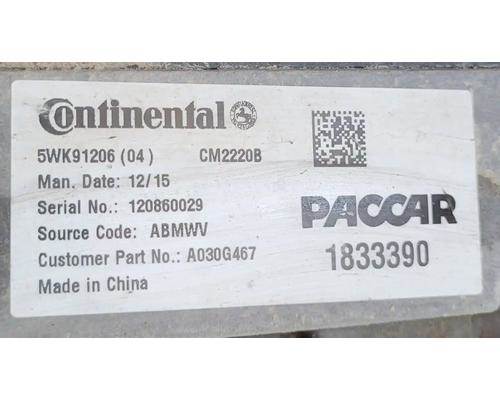 Continental
5WK91206 (04) CM2220B
Man. Date: 12/15
Serial No.: 120860029
Source Code: ABMWV
PACCAR
Customer Part No.: A030G467
1833390
Made in China